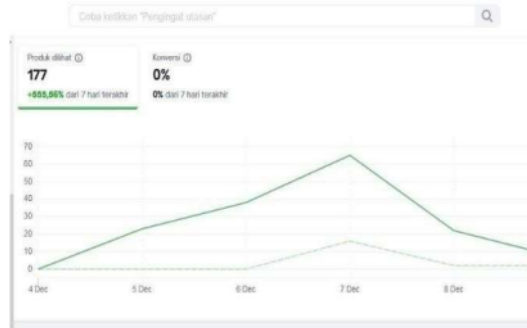 Coba ketikkan "Pengingat ulasan"
Produk dilihat
Konversi
177
0%
+555,56% dari 7 hari terakhir
0% dari 7 hari terakhir
70
60
50
40
30
20
10
0
4 Dec
5 Dec
6 Dec
7 Dec
8 Dec